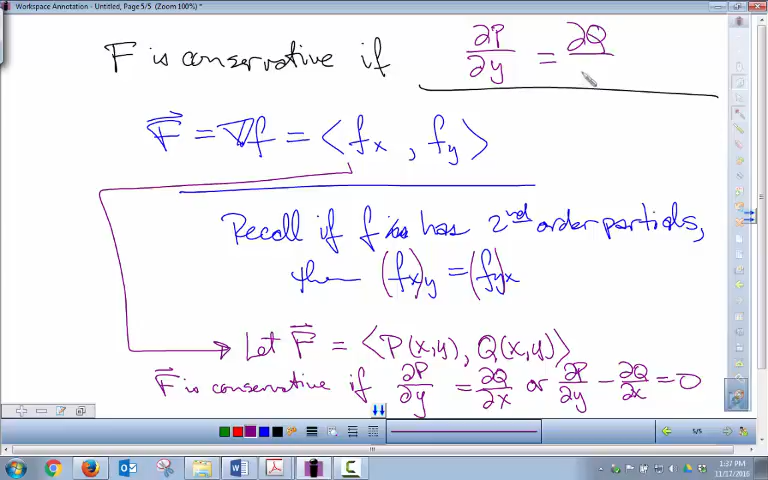 Workspace Annotation - Untitled, Page 5/5 (Zoom 100%) *
F is conservative if ∂P/∂y = ∂Q/
F⃗ = ∇f = ⟨fx , fy⟩
Recall if f has 2nd order partials,
then (fx)y = (fy)x
Let F⃗ = ⟨P(x,y), Q(x,y)⟩
F⃗ is conservative if ∂P/∂y = ∂Q/∂x or ∂P/∂y − ∂Q/∂x = 0
5/5
1:37 PM
11/17/2016